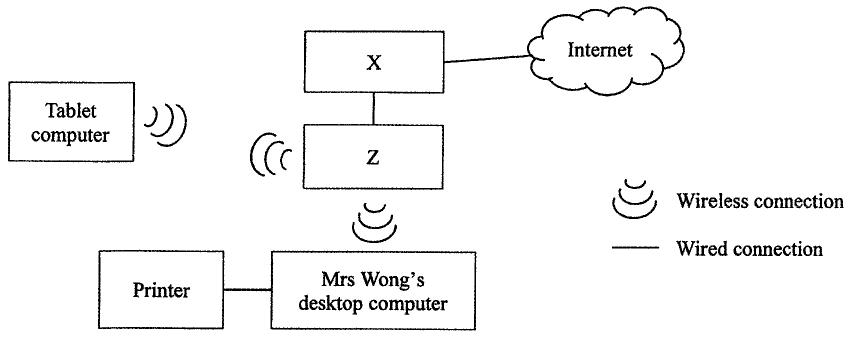 X
Internet
Tablet
computer
Z
Wireless connection
Wired connection
Printer
Mrs Wong's
desktop computer